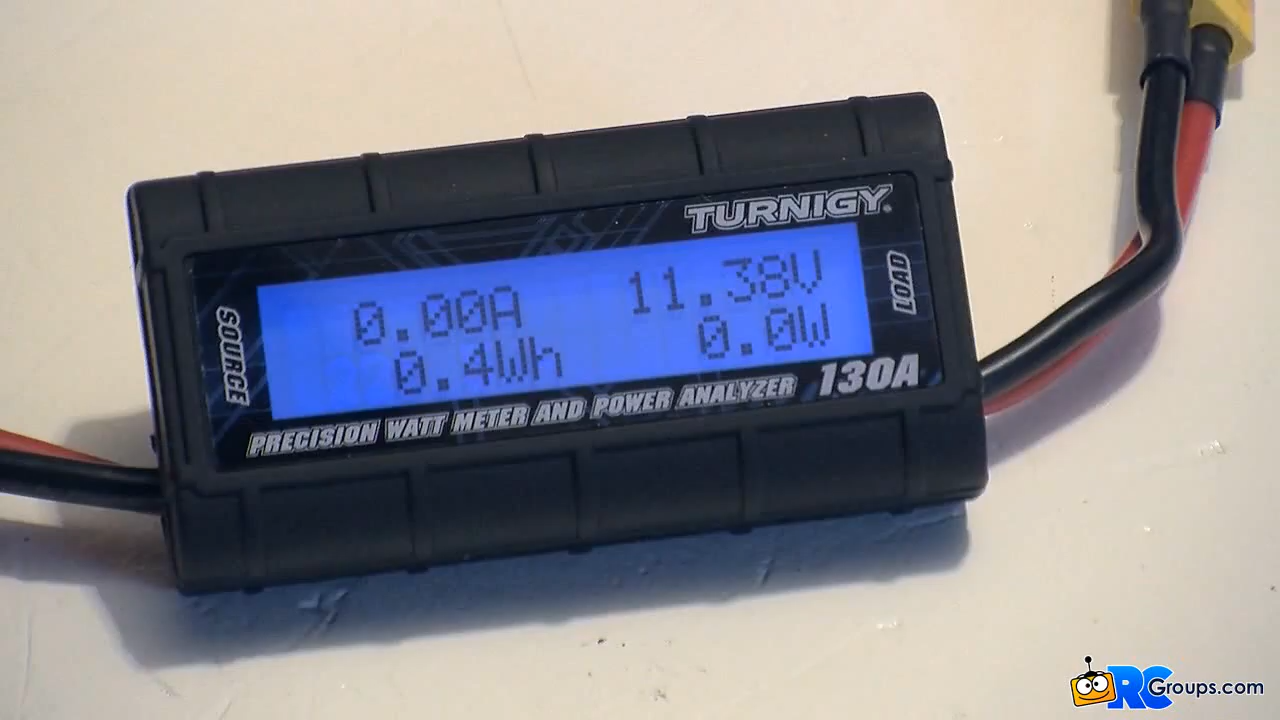 TURNIGY
SOURCE
0.00A 11.38V
0.4Wh 0.0W
LOAD
PRECISION WATT METER AND POWER ANALYZER 130A
RCGroups.com